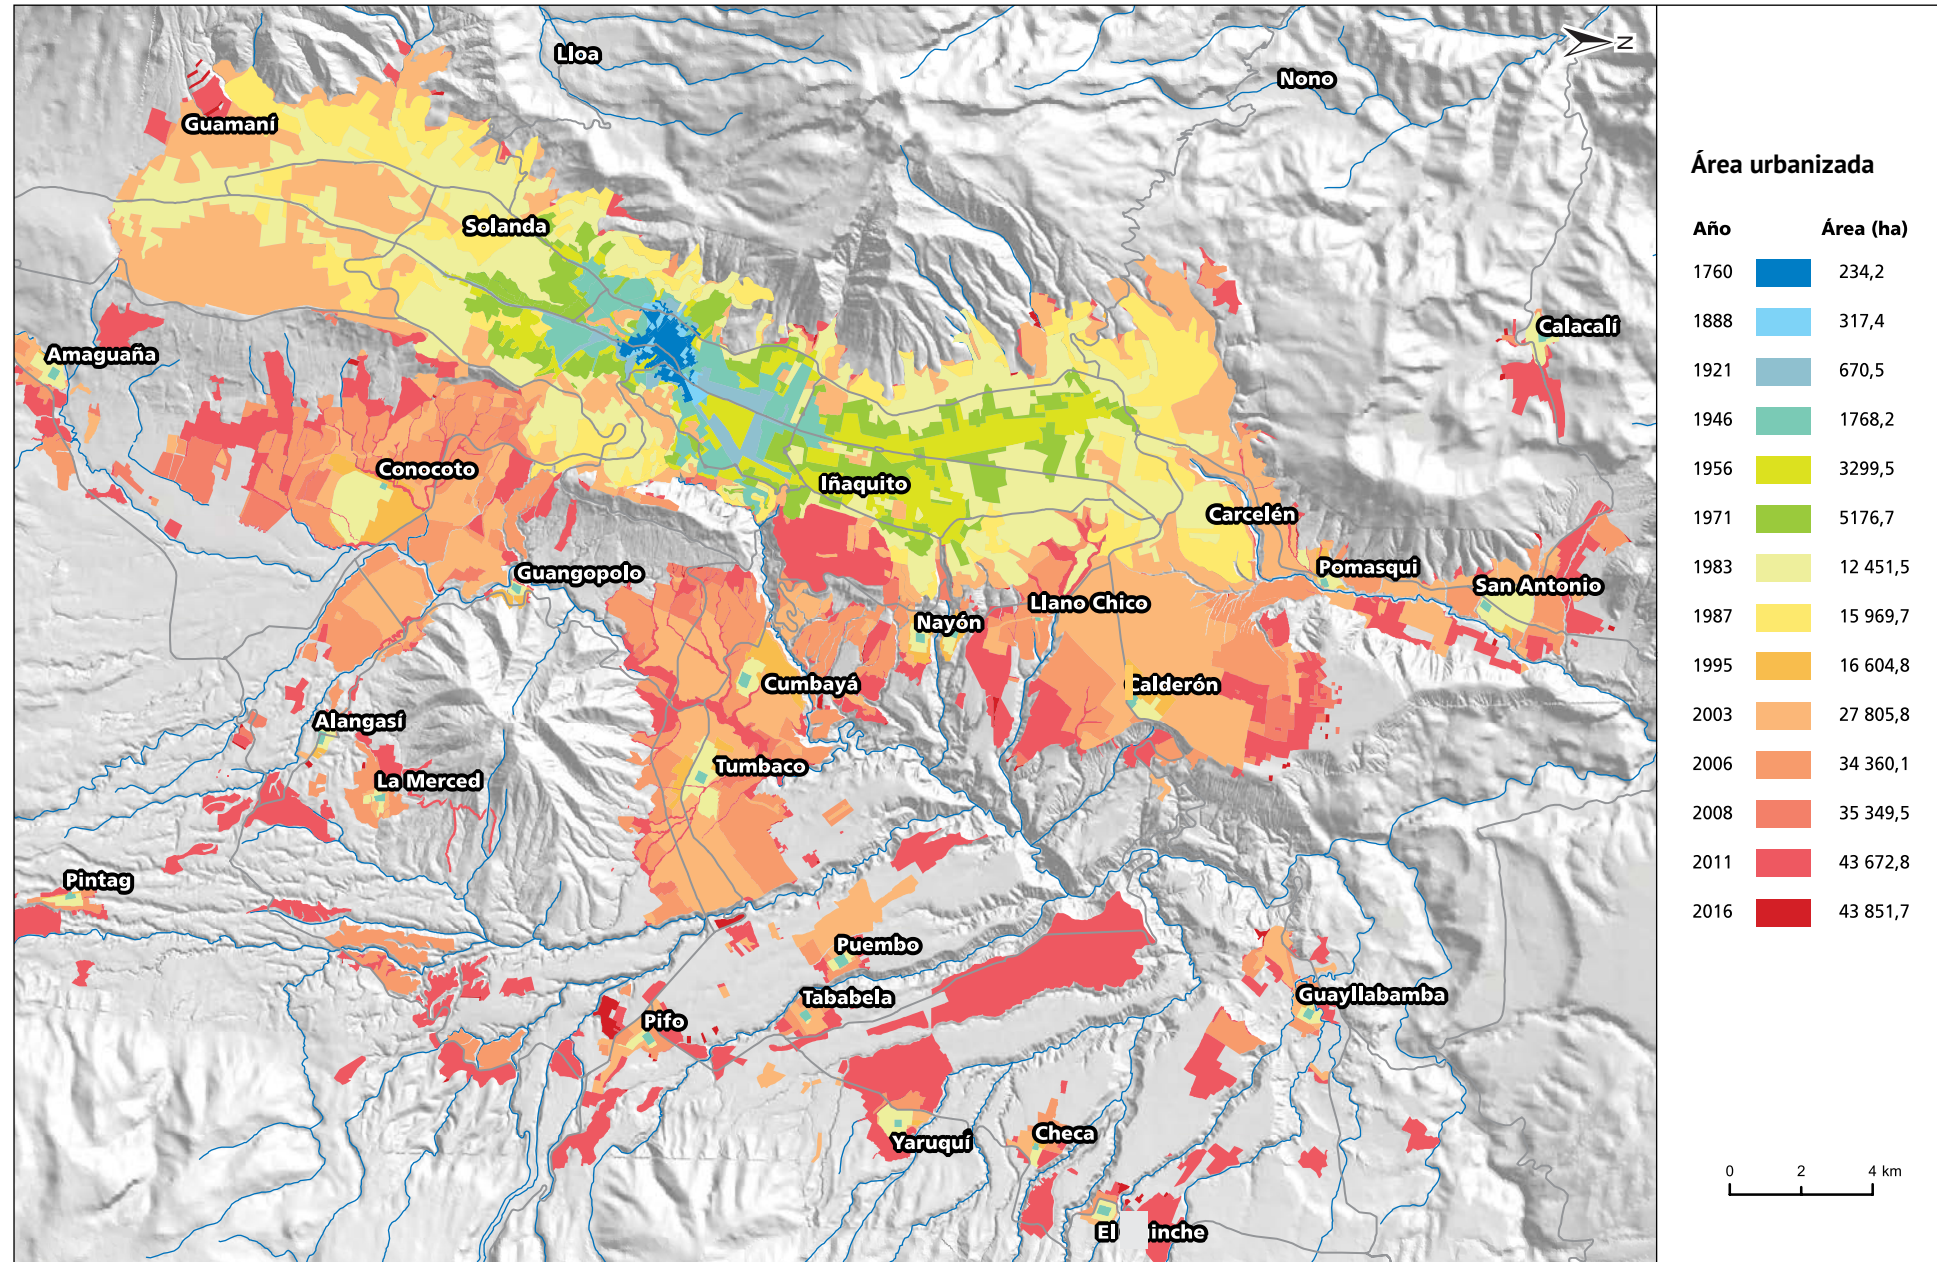 Lloa
Nono
N
Guamaní
Solanda
Calacalí
Amaguaña
Conocoto
Iñaquito
Carcelén
Guangopolo
Pomasqui
San Antonio
Llano Chico
Nayón
Cumbayá
Calderón
Alangasí
Tumbaco
La Merced
Pintag
Puembo
Tababela
Guayllabamba
Pifo
Checa
Yaruquí
El inche
Área urbanizada
Año Área (ha)
1760 234,2
1888 317,4
1921 670,5
1946 1768,2
1956 3299,5
1971 5176,7
1983 12 451,5
1987 15 969,7
1995 16 604,8
2003 27 805,8
2006 34 360,1
2008 35 349,5
2011 43 672,8
2016 43 851,7
0 2 4 km